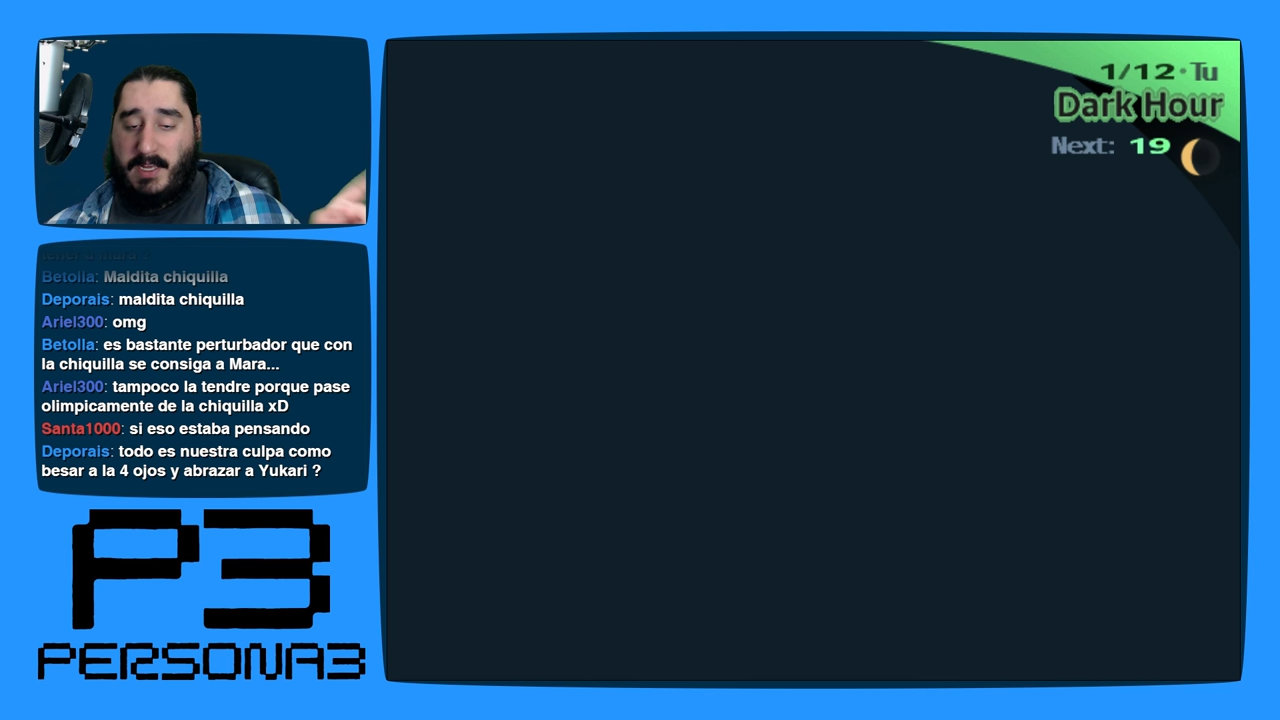 1/12·Tu
Dark Hour
Next: 19
Betolla: Maldita chiquilla
Deporais: maldita chiquilla
Ariel300: omg
Betolla: es bastante perturbador que con
la chiquilla se consiga a Mara...
Ariel300: tampoco la tendre porque pase
olimpicamente de la chiquilla xD
Santa1000: si eso estaba pensando
Deporais: todo es nuestra culpa como
besar a la 4 ojos y abrazar a Yukari ?
P3
PERSONA3